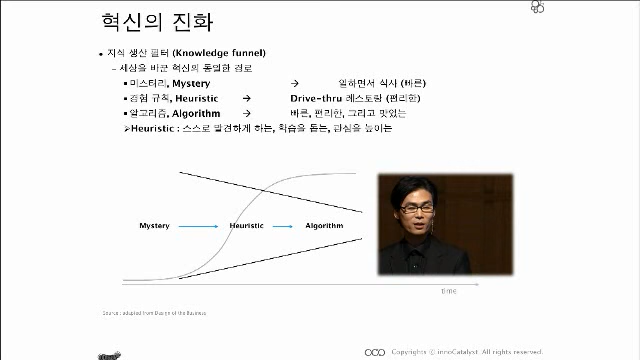 혁신의 진화
• 지식 생산 필터 (Knowledge funnel)
– 세상을 바꾼 혁신의 동일한 경로
▪ 미스터리, Mystery → 일하면서 식사 (빠른)
▪ 경험 규칙, Heuristic → Drive-thru 레스토랑 (편리한)
▪ 알고리즘, Algorithm → 빠른, 편리한, 그리고 맛있는
➢Heuristic : 스스로 발견하게 하는, 학습을 돕는, 관심을 높이는
Mystery → Heuristic → Algorithm
time
Source : adapted from Design of the Business
Copyrights ⓒ innoCatalyst. All rights reserved.